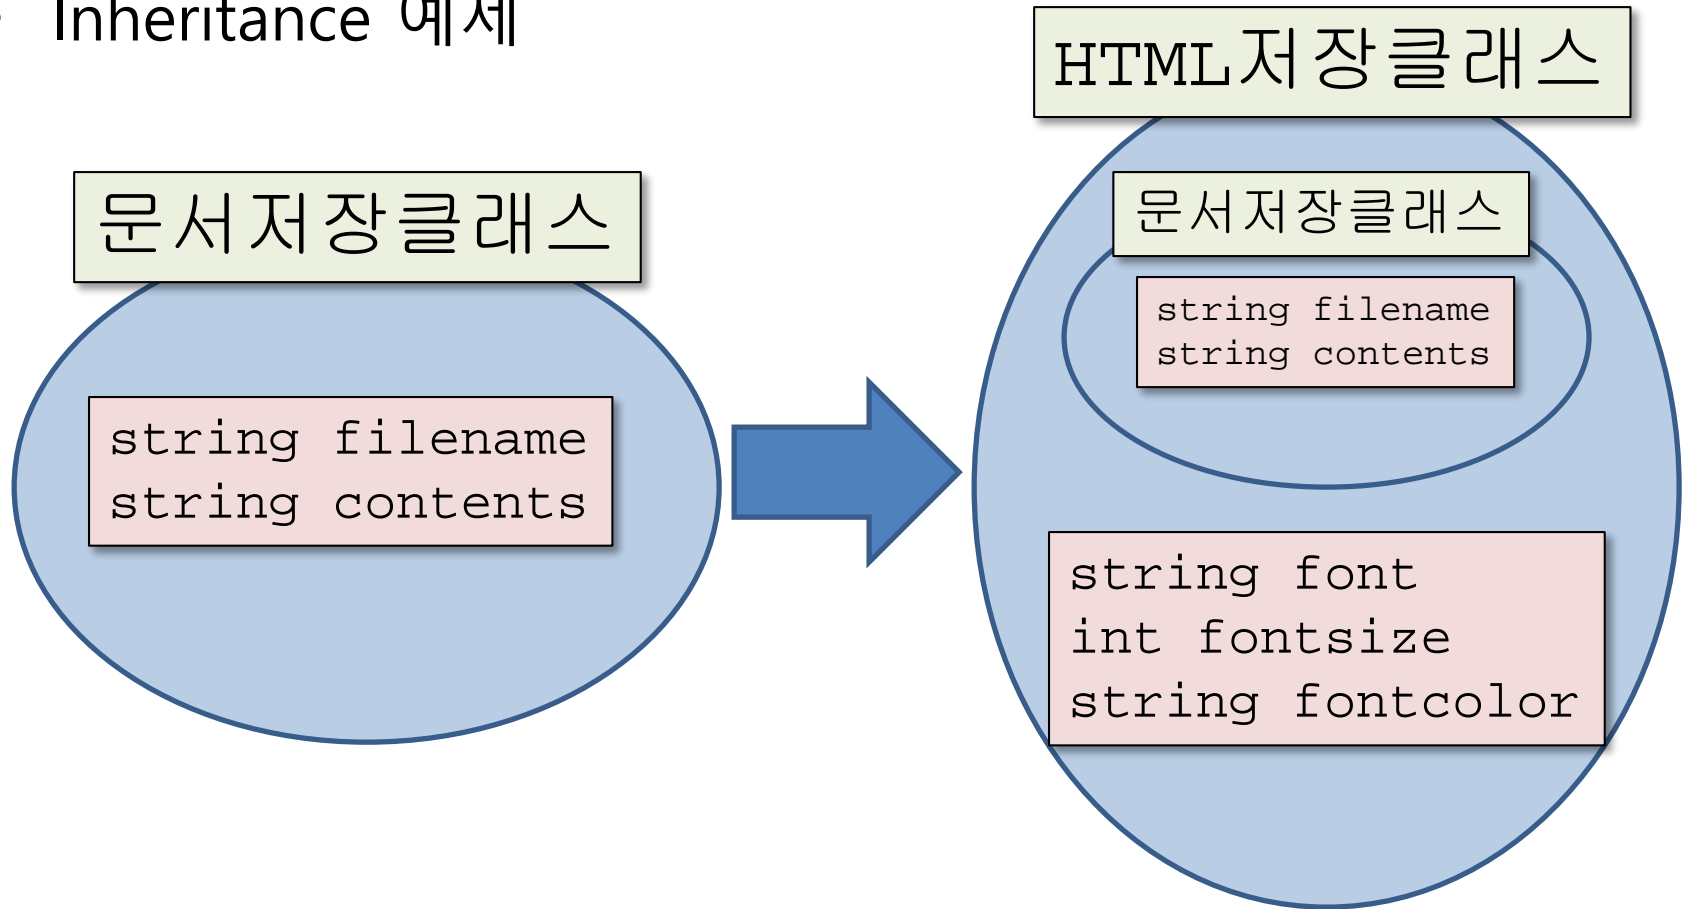 Inheritance 예제
문서저장클래스
string filename
string contents
HTML저장클래스
문서저장클래스
string filename
string contents
string font
int fontsize
string fontcolor